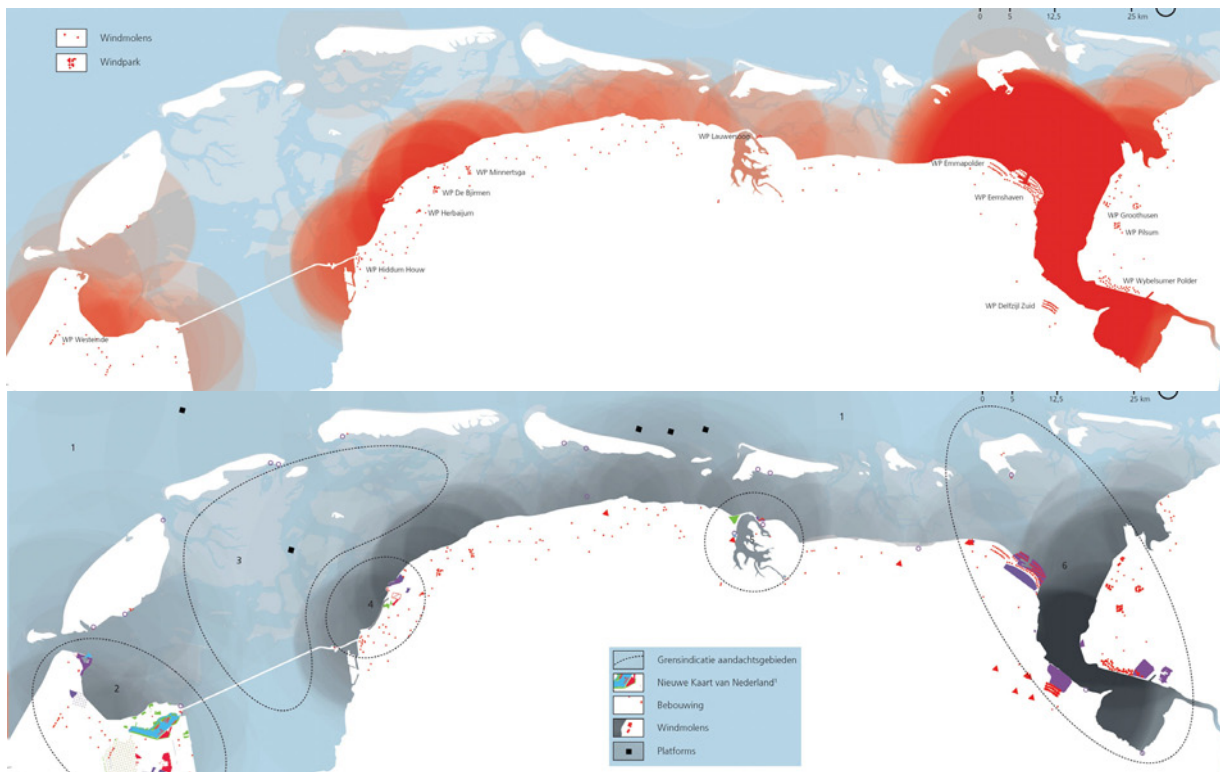 0 5 12,5 25 km
Windmolens
Windpark
WP Lauwersoog
WP Emmapolder
WP Minnertsga
WP De Bjirmen
WP Eemshaven
WP Herbaijum
WP Groothusen
WP Pilsum
WP Hiddum Houw
WP Wybelsumer Polder
WP Delfzijl Zuid
WP Westeinde
0 5 12,5 25 km
1
1
3
6
4
2
Grensindicatie aandachtsgebieden
Nieuwe Kaart van Nederland¹
Bebouwing
Windmolens
Platforms